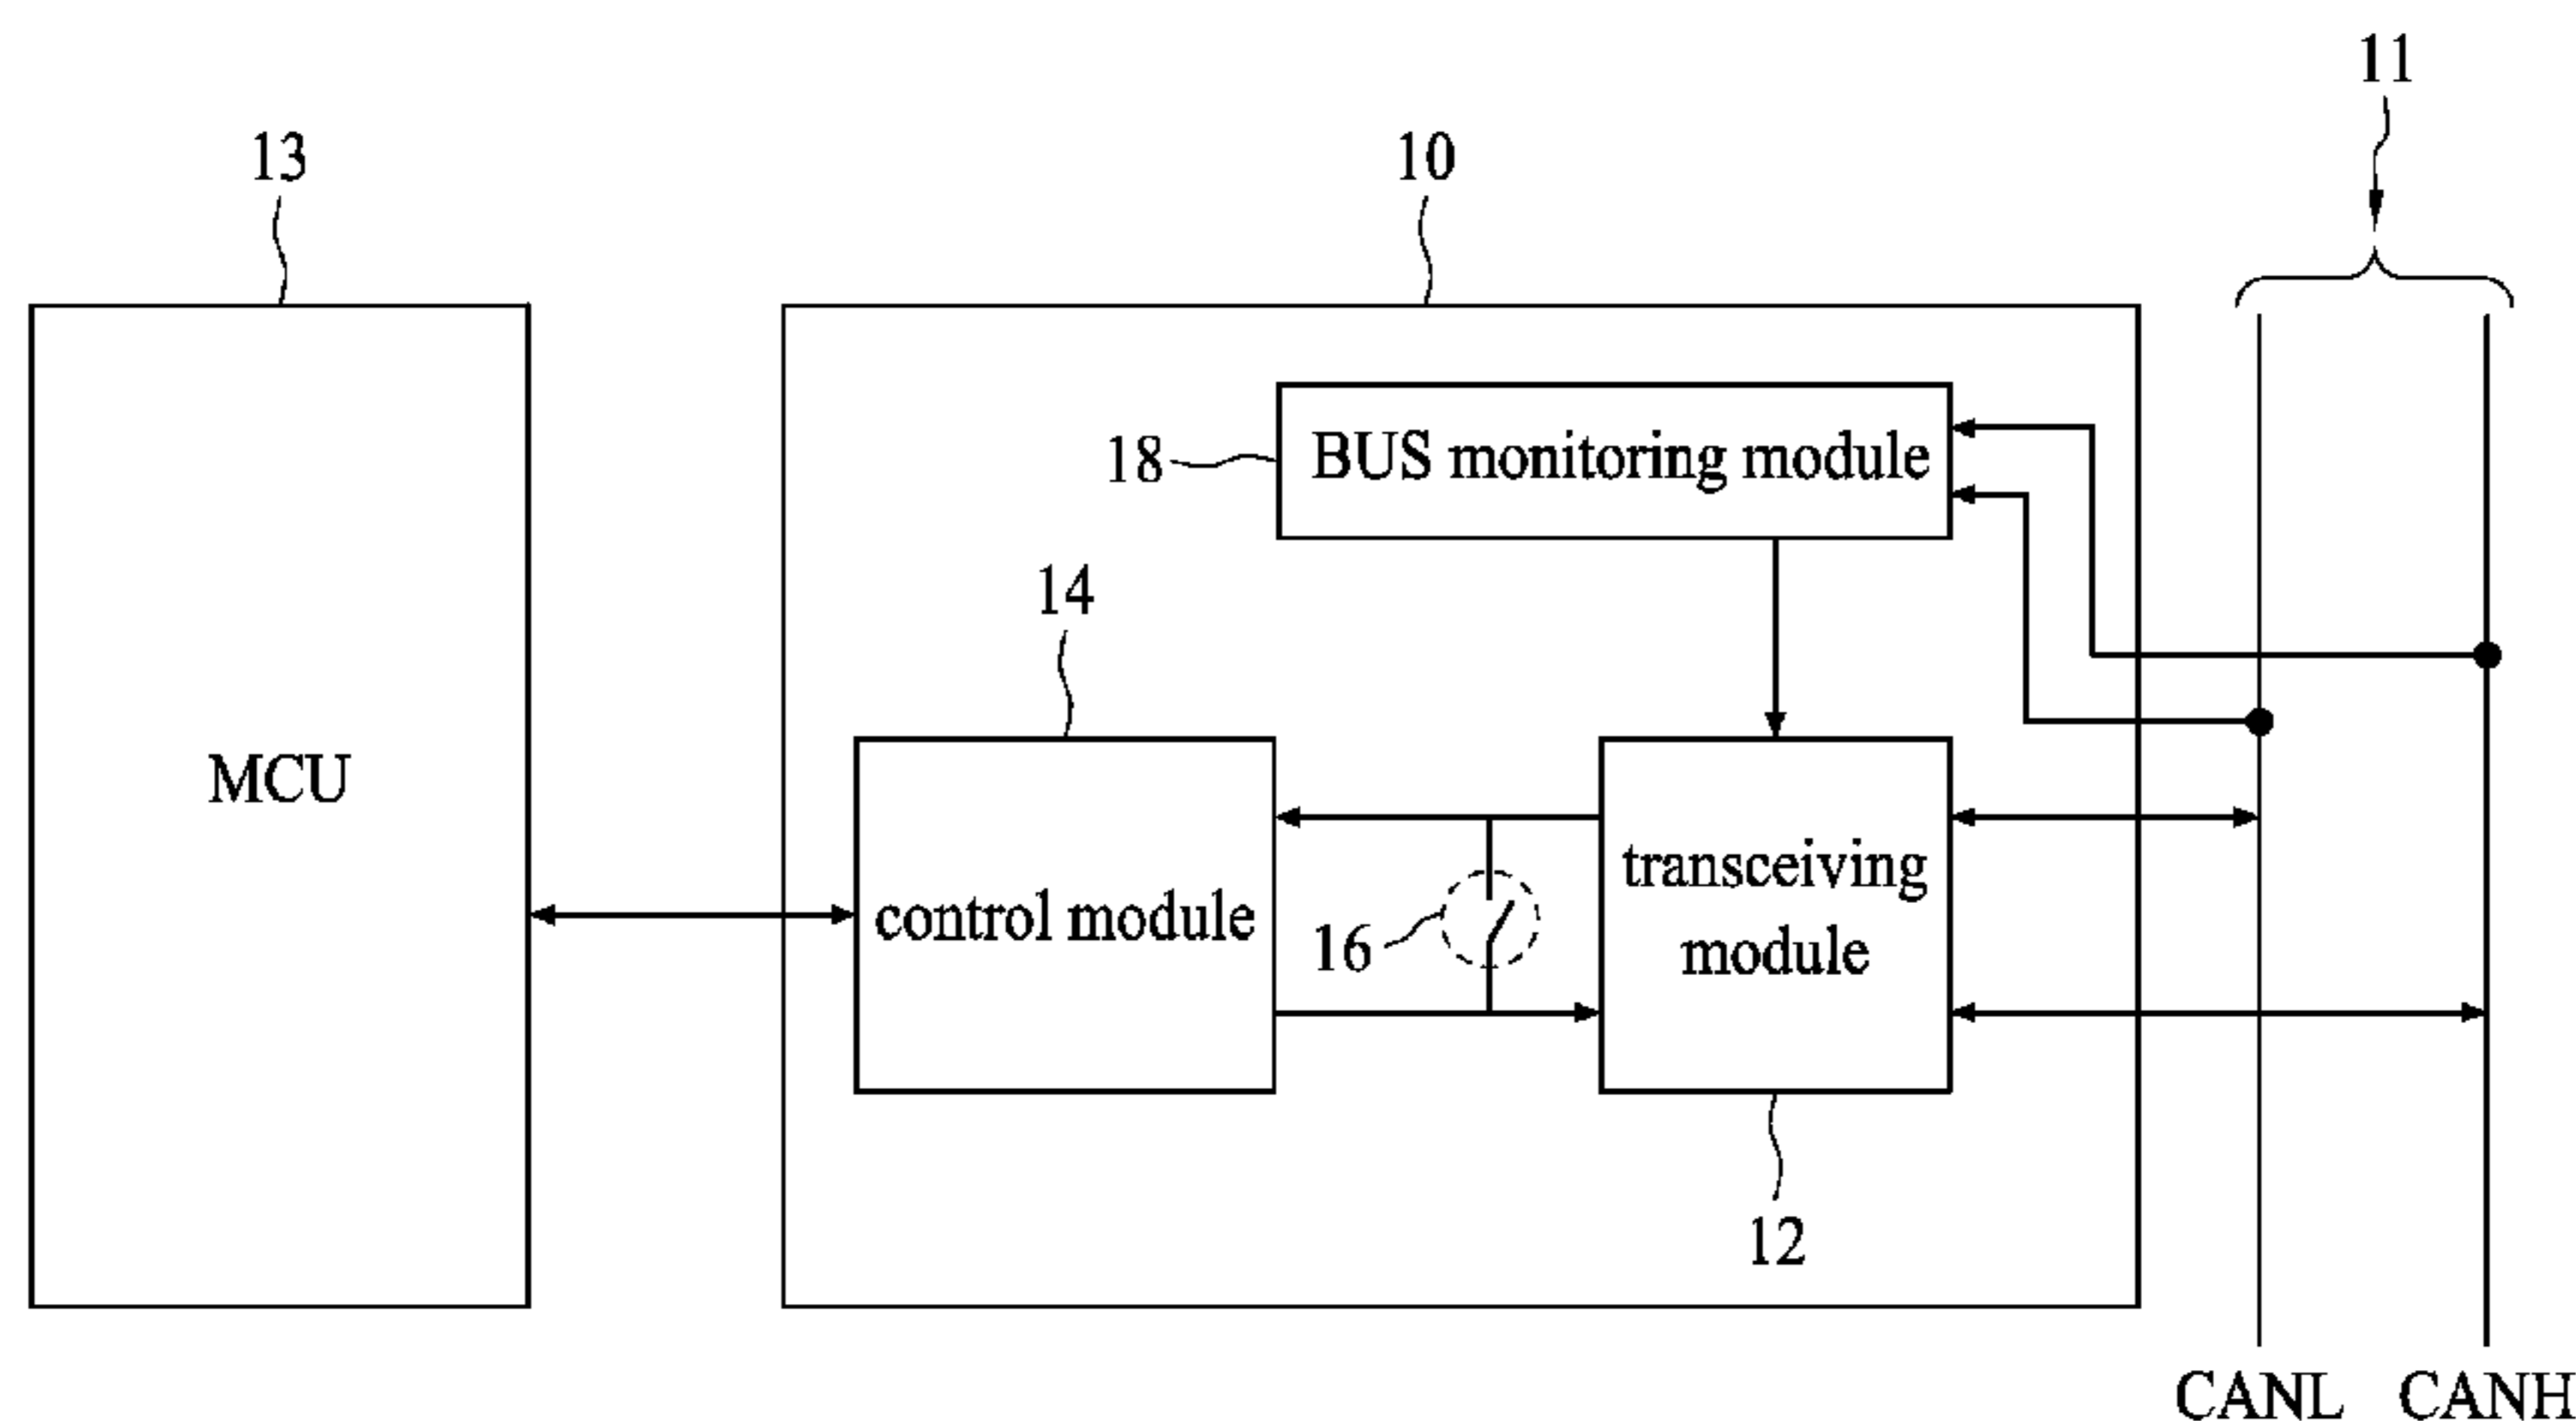 11
13
10
18
BUS monitoring module
14
MCU
control module
16
transceiving
module
12
CANL
CANH